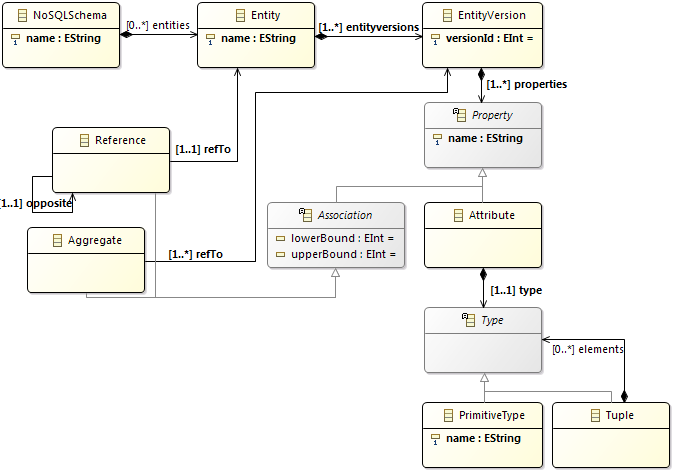 NoSQLSchema
name : EString
[0..*] entities
Entity
name : EString
[1..*] entityversions
EntityVersion
versionId : EInt =
[1..*] properties
Property
name : EString
Reference
[1..1] refTo
[1..1] opposite
Aggregate
[1..*] refTo
Association
lowerBound : EInt =
upperBound : EInt =
Attribute
[1..1] type
Type
[0..*] elements
PrimitiveType
name : EString
Tuple